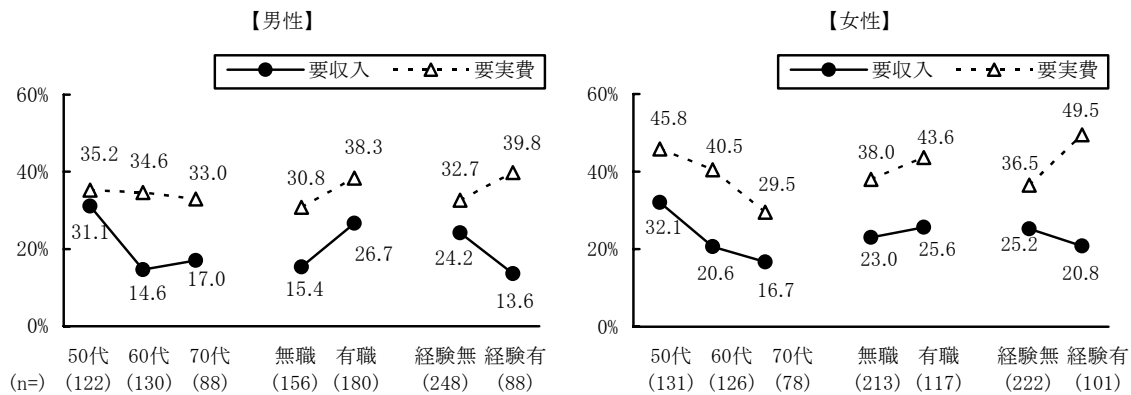 【男性】
要収入 要実費
60%
40%
20%
0%
35.2 34.6 33.0 30.8 38.3 32.7 39.8
31.1 14.6 17.0 15.4 26.7 24.2 13.6
50代 60代 70代 無職 有職 経験無 経験有
(n=) (122) (130) (88) (156) (180) (248) (88)
【女性】
要収入 要実費
60%
40%
20%
0%
45.8 40.5 29.5 38.0 43.6 36.5 49.5
32.1 20.6 16.7 23.0 25.6 25.2 20.8
50代 60代 70代 無職 有職 経験無 経験有
(131) (126) (78) (213) (117) (222) (101)